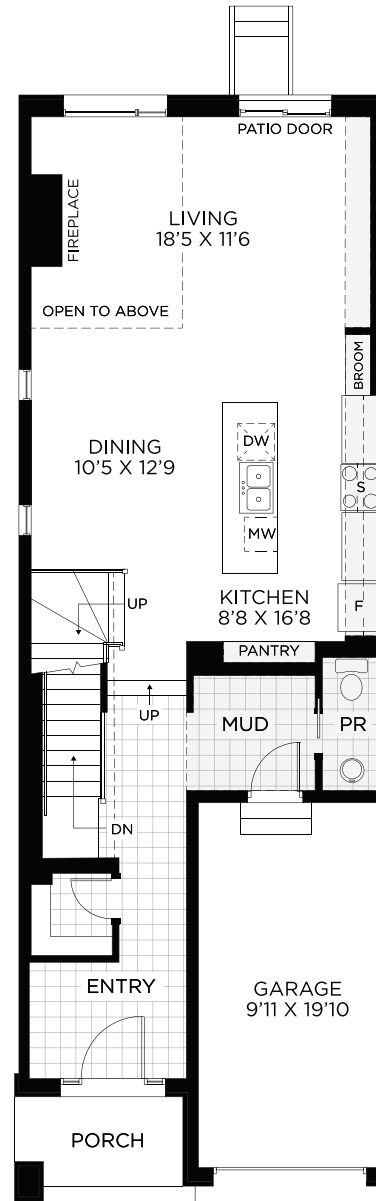 PATIO DOOR
FIREPLACE
LIVING
18'5 X 11'6
OPEN TO ABOVE
BROOM
DINING
10'5 X 12'9
DW
S
MW
UP
KITCHEN
8'8 X 16'8
F
PANTRY
UP
MUD
PR
DN
ENTRY
GARAGE
9'11 X 19'10
PORCH